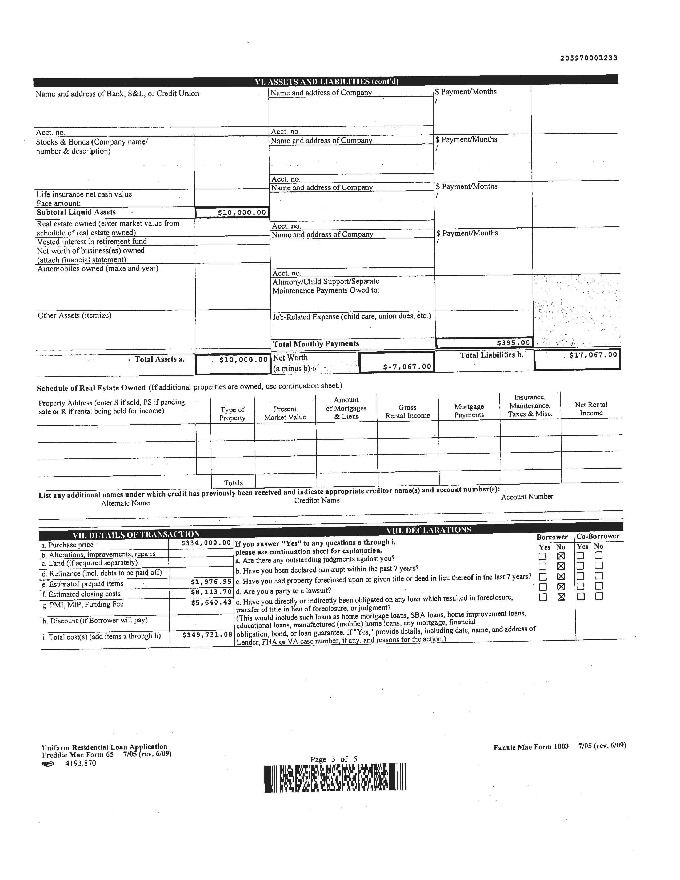 203970001233
VI. ASSETS AND LIABILITIES (cont'd)
Name and address of Bank, S&L, or Credit Union
Name and address of Company
$ Payment/Months
/
Acct. no.
Acct. no.
Stocks & Bonds (Company name/
number & description)
Name and address of Company
$ Payment/Months
/
Acct. no.
Name and address of Company
$ Payment/Months
/
Life insurance net cash value
Face amount:
Subtotal Liquid Assets
$10,000.00
Real estate owned (enter market value from
schedule of real estate owned)
Acct. no.
Name and address of Company
$ Payment/Months
/
Vested interest in retirement fund
Net worth of business(es) owned
(attach financial statement)
Automobiles owned (make and year)
Acct. no.
Alimony/Child Support/Separate
Maintenance Payments Owed to:
Other Assets (itemize)
Job-Related Expense (child care, union dues, etc.)
Total Monthly Payments
$395.00
Total Assets a.
$10,000.00
Net Worth
(a minus b)
$-7,067.00
Total Liabilities b.
$17,067.00
Schedule of Real Estate Owned (If additional properties are owned, use continuation sheet.)
Property Address (enter S if sold, PS if pending
sale or R if rental being held for income)
Type of
Property
Present
Market Value
Amount
of Mortgages
& Liens
Gross
Rental Income
Mortgage
Payments
Insurance,
Maintenance,
Taxes & Misc.
Net Rental
Income
Totals
List any additional names under which credit has previously been received and indicate appropriate creditor name(s) and account number(s):
Alternate Name
Creditor Name
Account Number
VII. DETAILS OF TRANSACTION
VIII. DECLARATIONS
a. Purchase price
$334,000.00
b. Alterations, improvements, repairs
c. Land (if acquired separately)
d. Refinance (incl. debts to be paid off)
e. Estimated prepaid items
$1,976.95
f. Estimated closing costs
$8,113.70
g. PMI, MIP, Funding Fee
$5,640.43
h. Discount (if Borrower will pay)
i. Total cost(s) (add items a through h)
$349,731.08
If you answer "Yes" to any questions a through i,
please use continuation sheet for explanation.
Borrower
Co-Borrower
Yes No
Yes No
a. Are there any outstanding judgments against you?
b. Have you been declared bankrupt within the past 7 years?
c. Have you had property foreclosed upon or given title or deed in lieu thereof in the last 7 years?
d. Are you a party to a lawsuit?
e. Have you directly or indirectly been obligated on any loan which resulted in foreclosure,
transfer of title in lieu of foreclosure, or judgment?
(This would include such loans as home mortgage loans, SBA loans, home improvement loans,
educational loans, manufactured (mobile) home loans, any mortgage, financial
obligation, bond, or loan guarantee. If "Yes," provide details, including date, name, and address of
Lender, FHA or VA case number, if any, and reasons for the action.)
Uniform Residential Loan Application
Freddie Mac Form 65 7/05 (rev. 6/09)
Page 3 of 5
Fannie Mae Form 1003 7/05 (rev. 6/09)